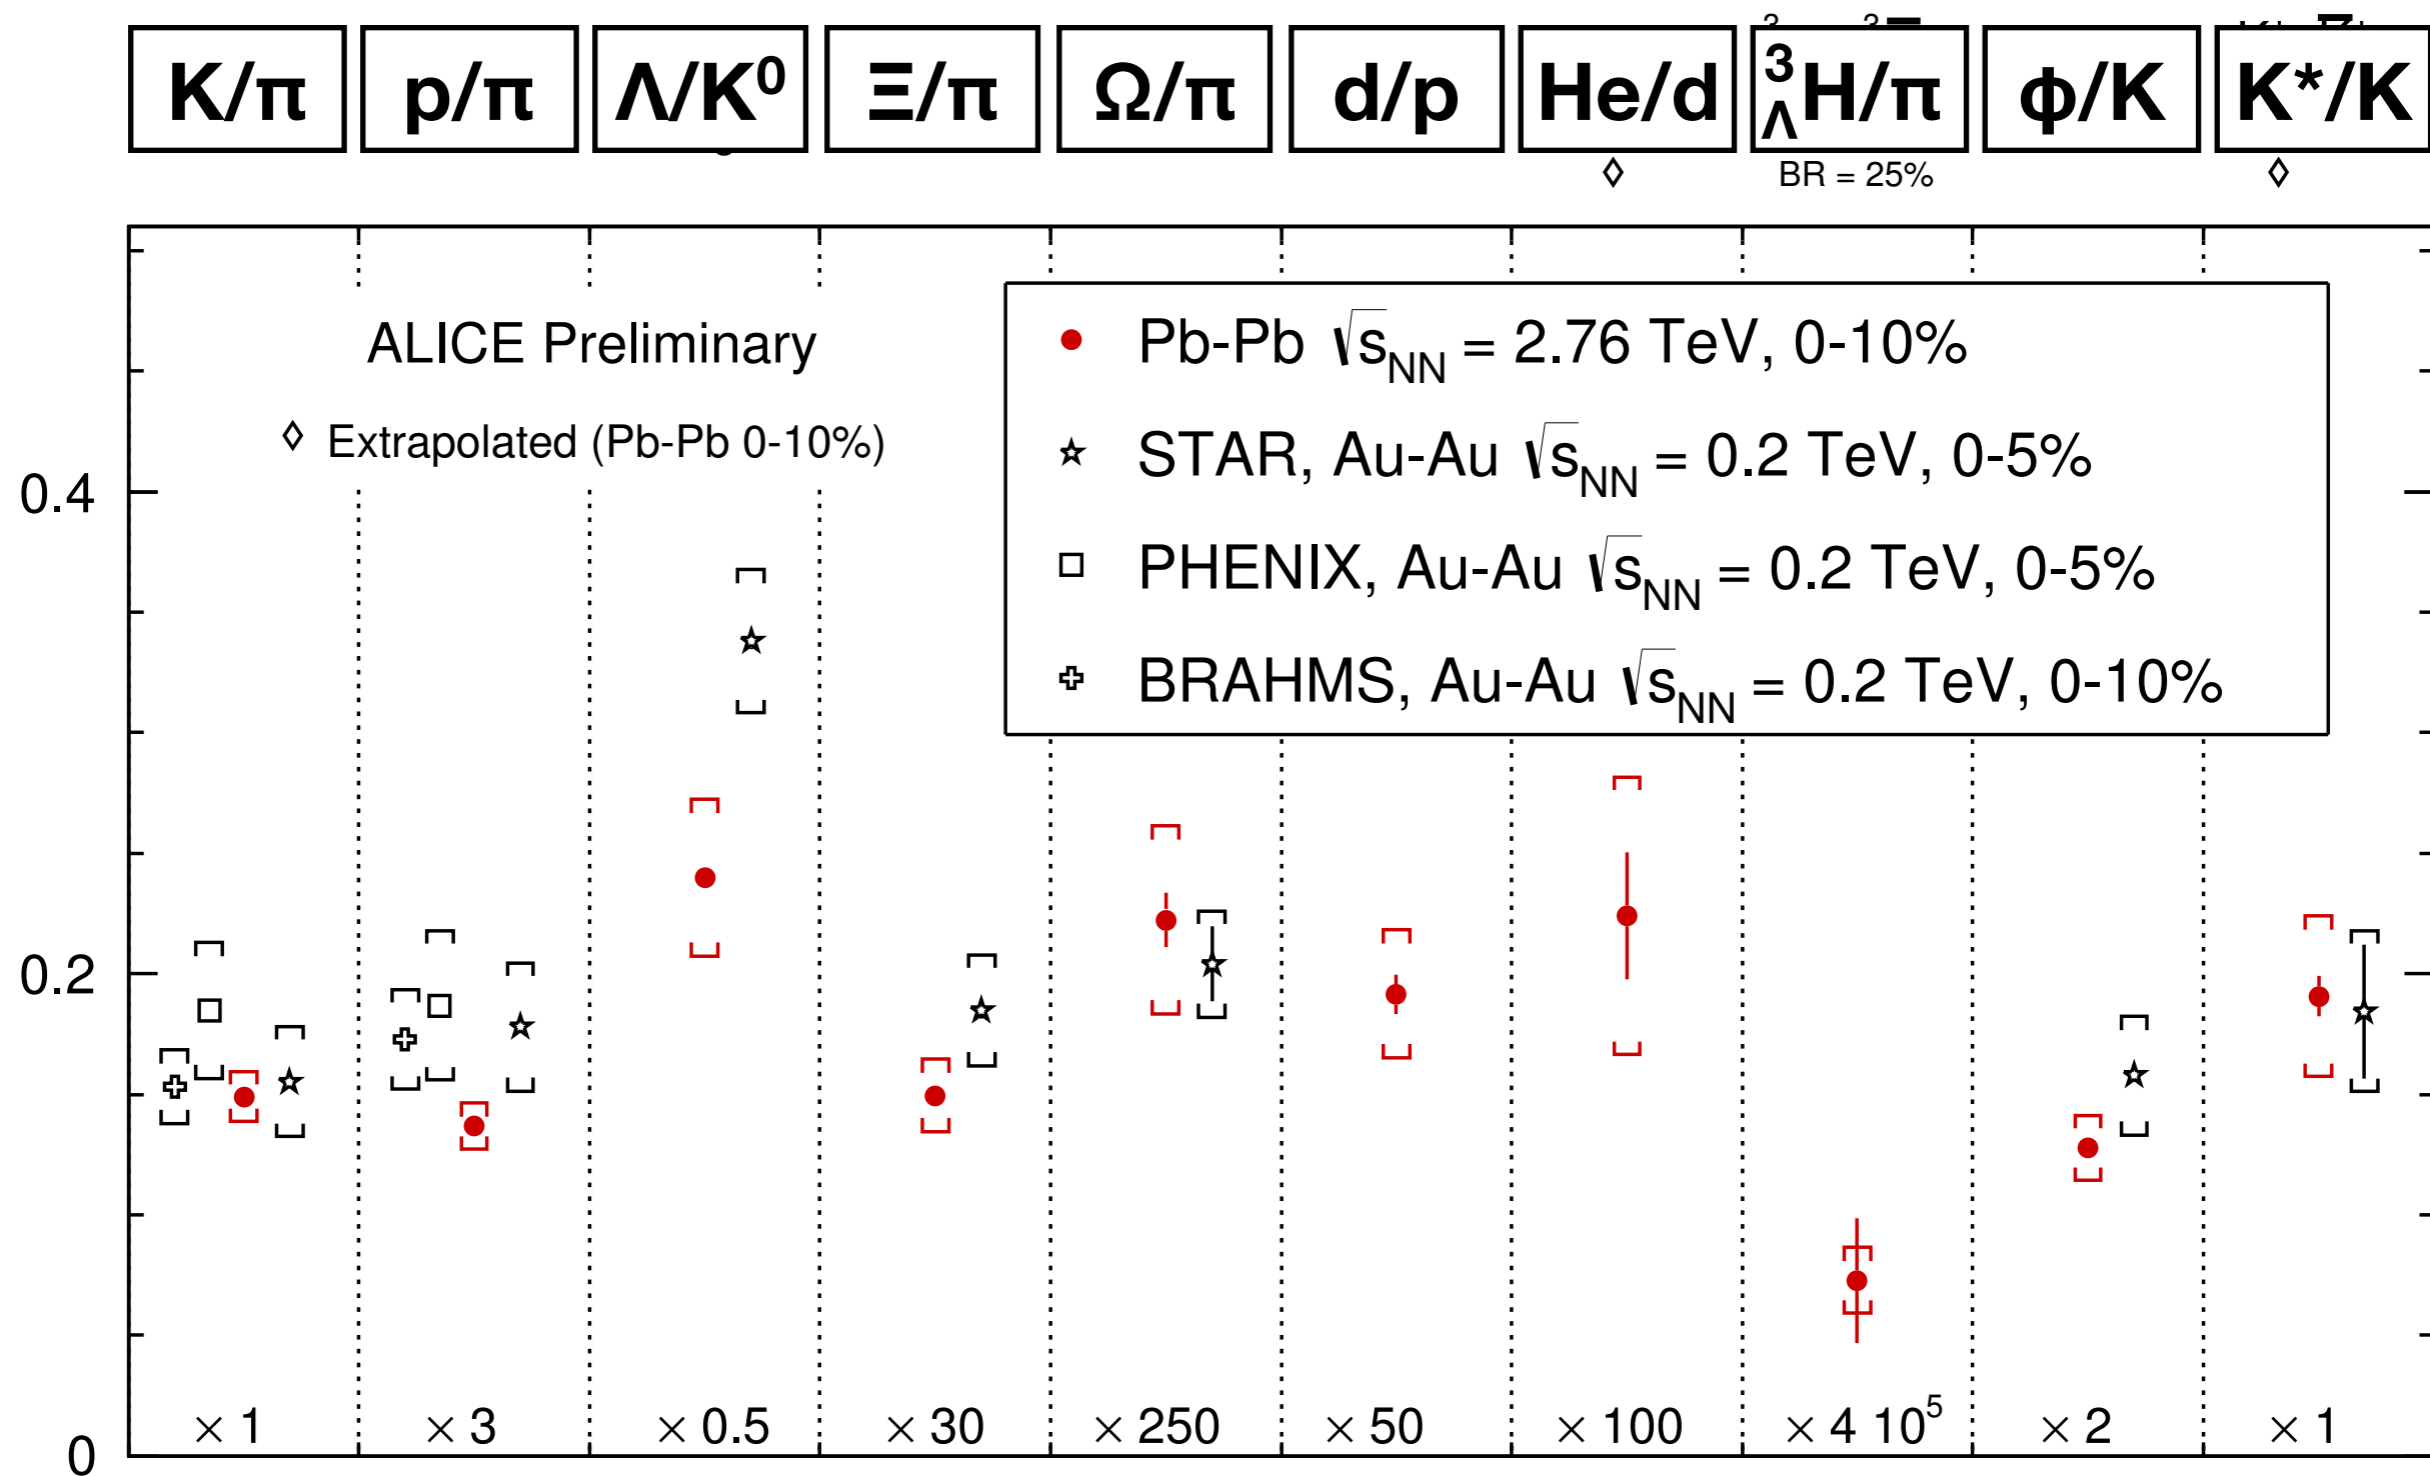 K/π p/π Λ/K⁰ Ξ/π Ω/π d/p He/d ³ΛH/π ϕ/K K*/K
BR = 25%
ALICE Preliminary
◊ Extrapolated (Pb-Pb 0-10%)
Pb-Pb √sNN = 2.76 TeV, 0-10%
STAR, Au-Au √sNN = 0.2 TeV, 0-5%
PHENIX, Au-Au √sNN = 0.2 TeV, 0-5%
BRAHMS, Au-Au √sNN = 0.2 TeV, 0-10%
0.4
0.2
0
× 1 × 3 × 0.5 × 30 × 250 × 50 × 100 × 4 10⁵ × 2 × 1